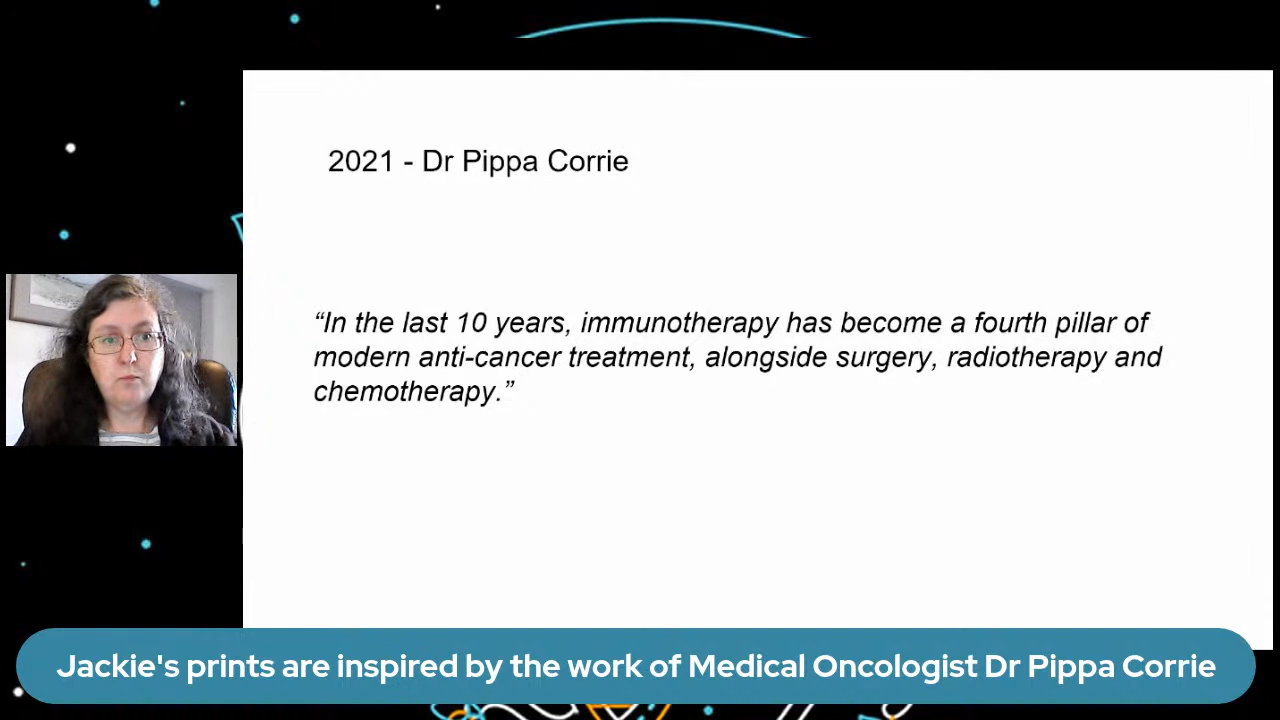 2021 - Dr Pippa Corrie
“In the last 10 years, immunotherapy has become a fourth pillar of
modern anti-cancer treatment, alongside surgery, radiotherapy and
chemotherapy.”
Jackie's prints are inspired by the work of Medical Oncologist Dr Pippa Corrie